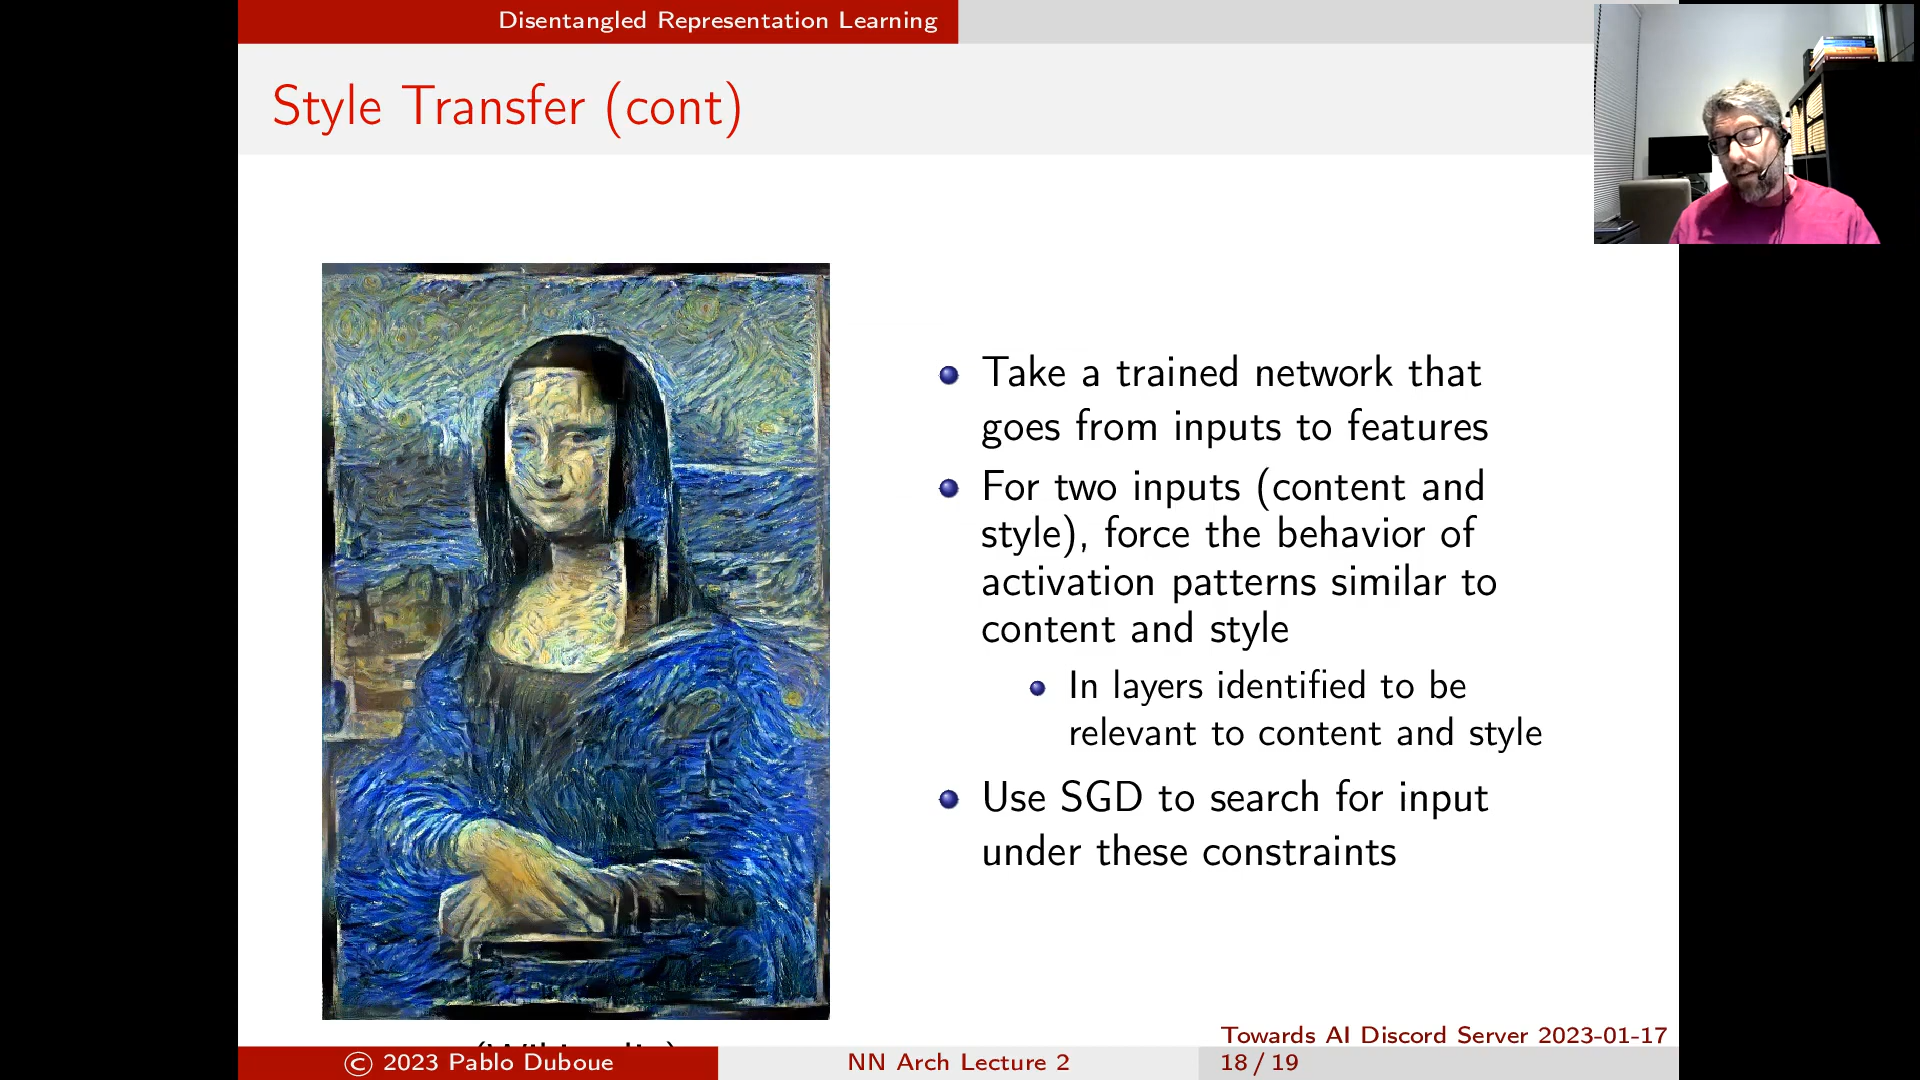 Disentangled Representation Learning
Style Transfer (cont)
Take a trained network that
goes from inputs to features
For two inputs (content and
style), force the behavior of
activation patterns similar to
content and style
In layers identified to be
relevant to content and style
Use SGD to search for input
under these constraints
Towards AI Discord Server 2023-01-17
© 2023 Pablo Duboue
NN Arch Lecture 2
18 / 19